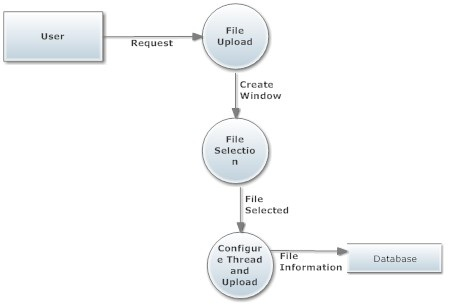 User
Request
File
Upload
Create
Window
File
Selectio
n
File
Selected
Configur
e Thread
and
Upload
File
Information
Database